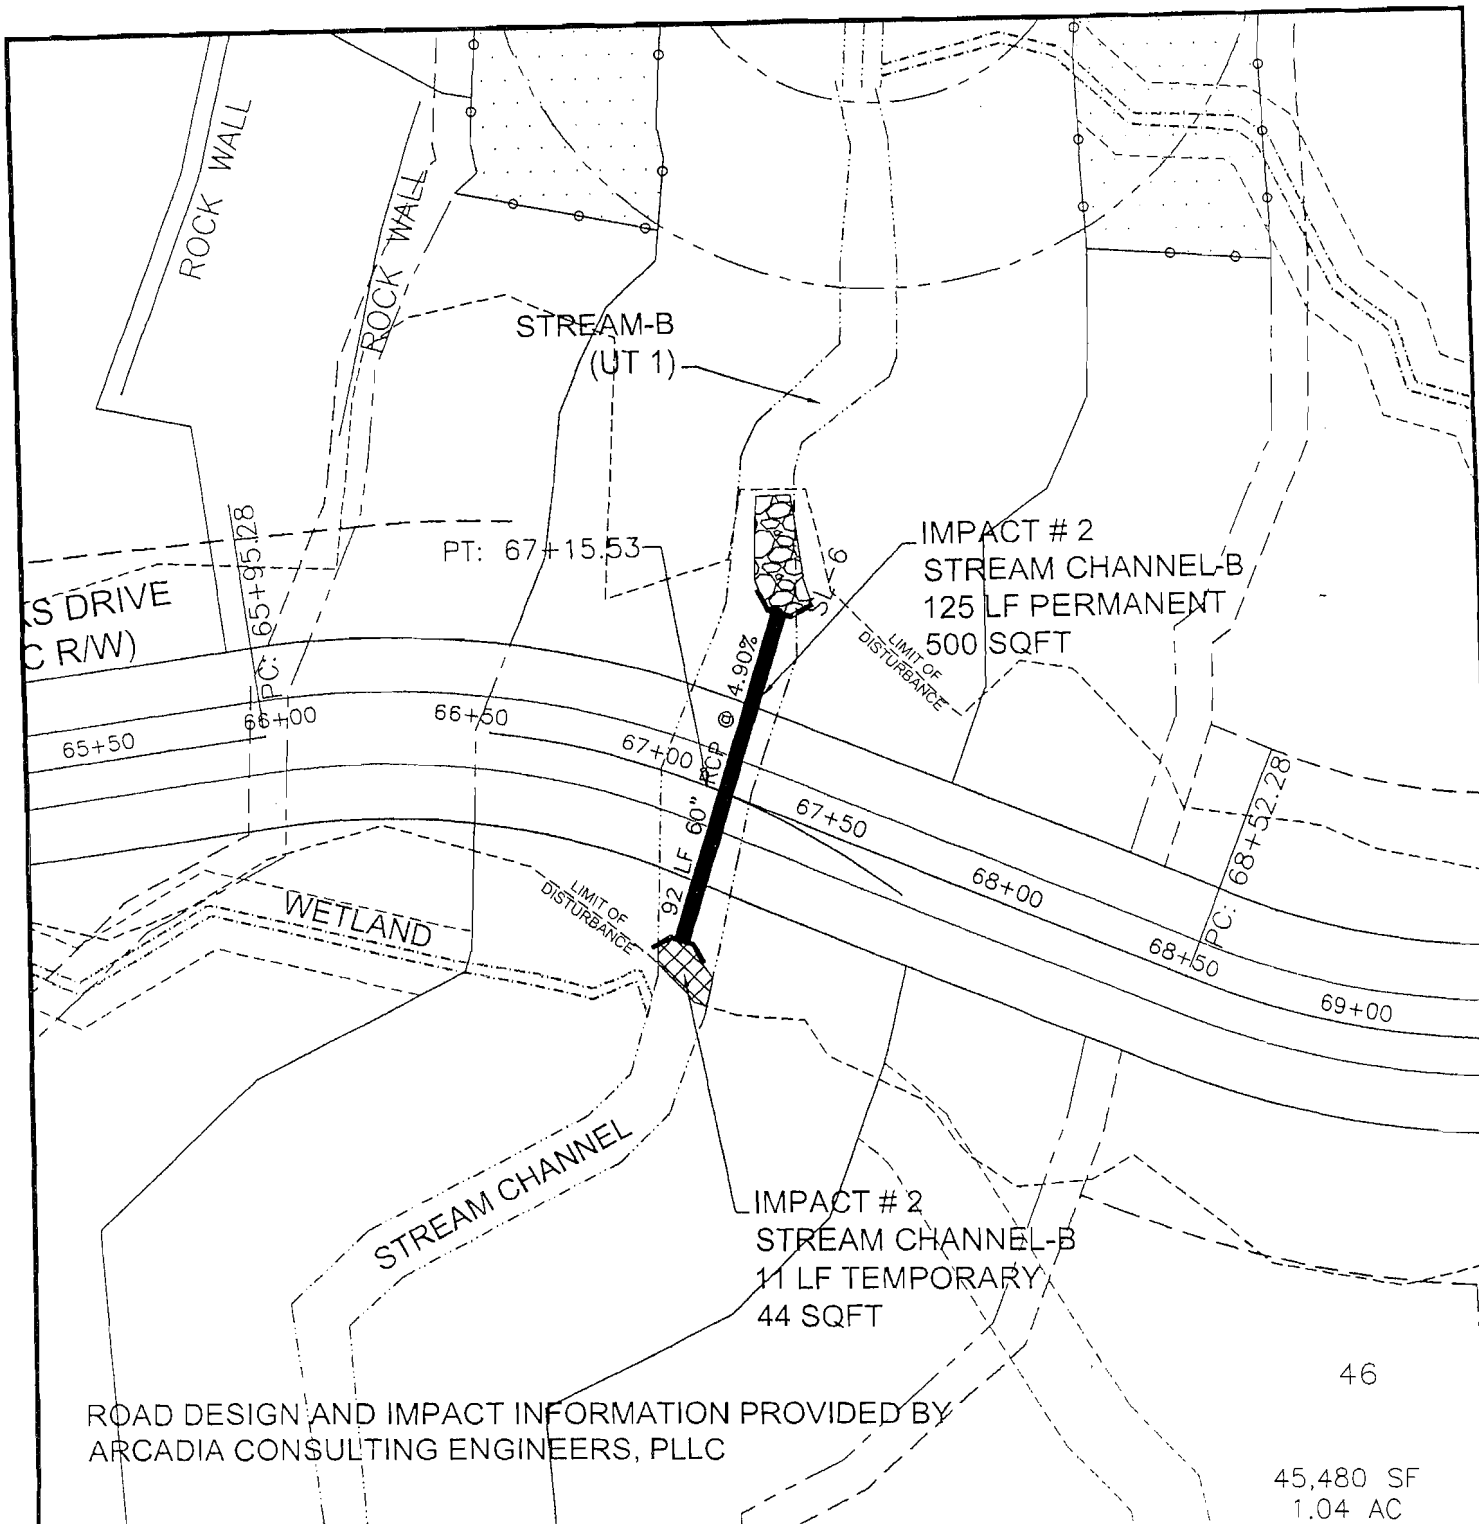 ROCK WALL
ROCK WALL
STREAM-B
(UT 1)
PC: 65+95.28
PT: 67+15.53
IMPACT # 2
STREAM CHANNEL-B
125 LF PERMANENT
500 SQFT
KS DRIVE
C R/W)
LIMIT OF
DISTURBANCE
65+50
66+00
66+50
67+00
67+50
68+00
68+50
69+00
92 LF 60" RCP @ 4.90%
PC: 68+52.28
WETLAND
LIMIT OF
DISTURBANCE
STREAM CHANNEL
IMPACT # 2
STREAM CHANNEL-B
11 LF TEMPORARY
44 SQFT
46
ROAD DESIGN AND IMPACT INFORMATION PROVIDED BY
ARCADIA CONSULTING ENGINEERS, PLLC
45,480 SF
1.04 AC